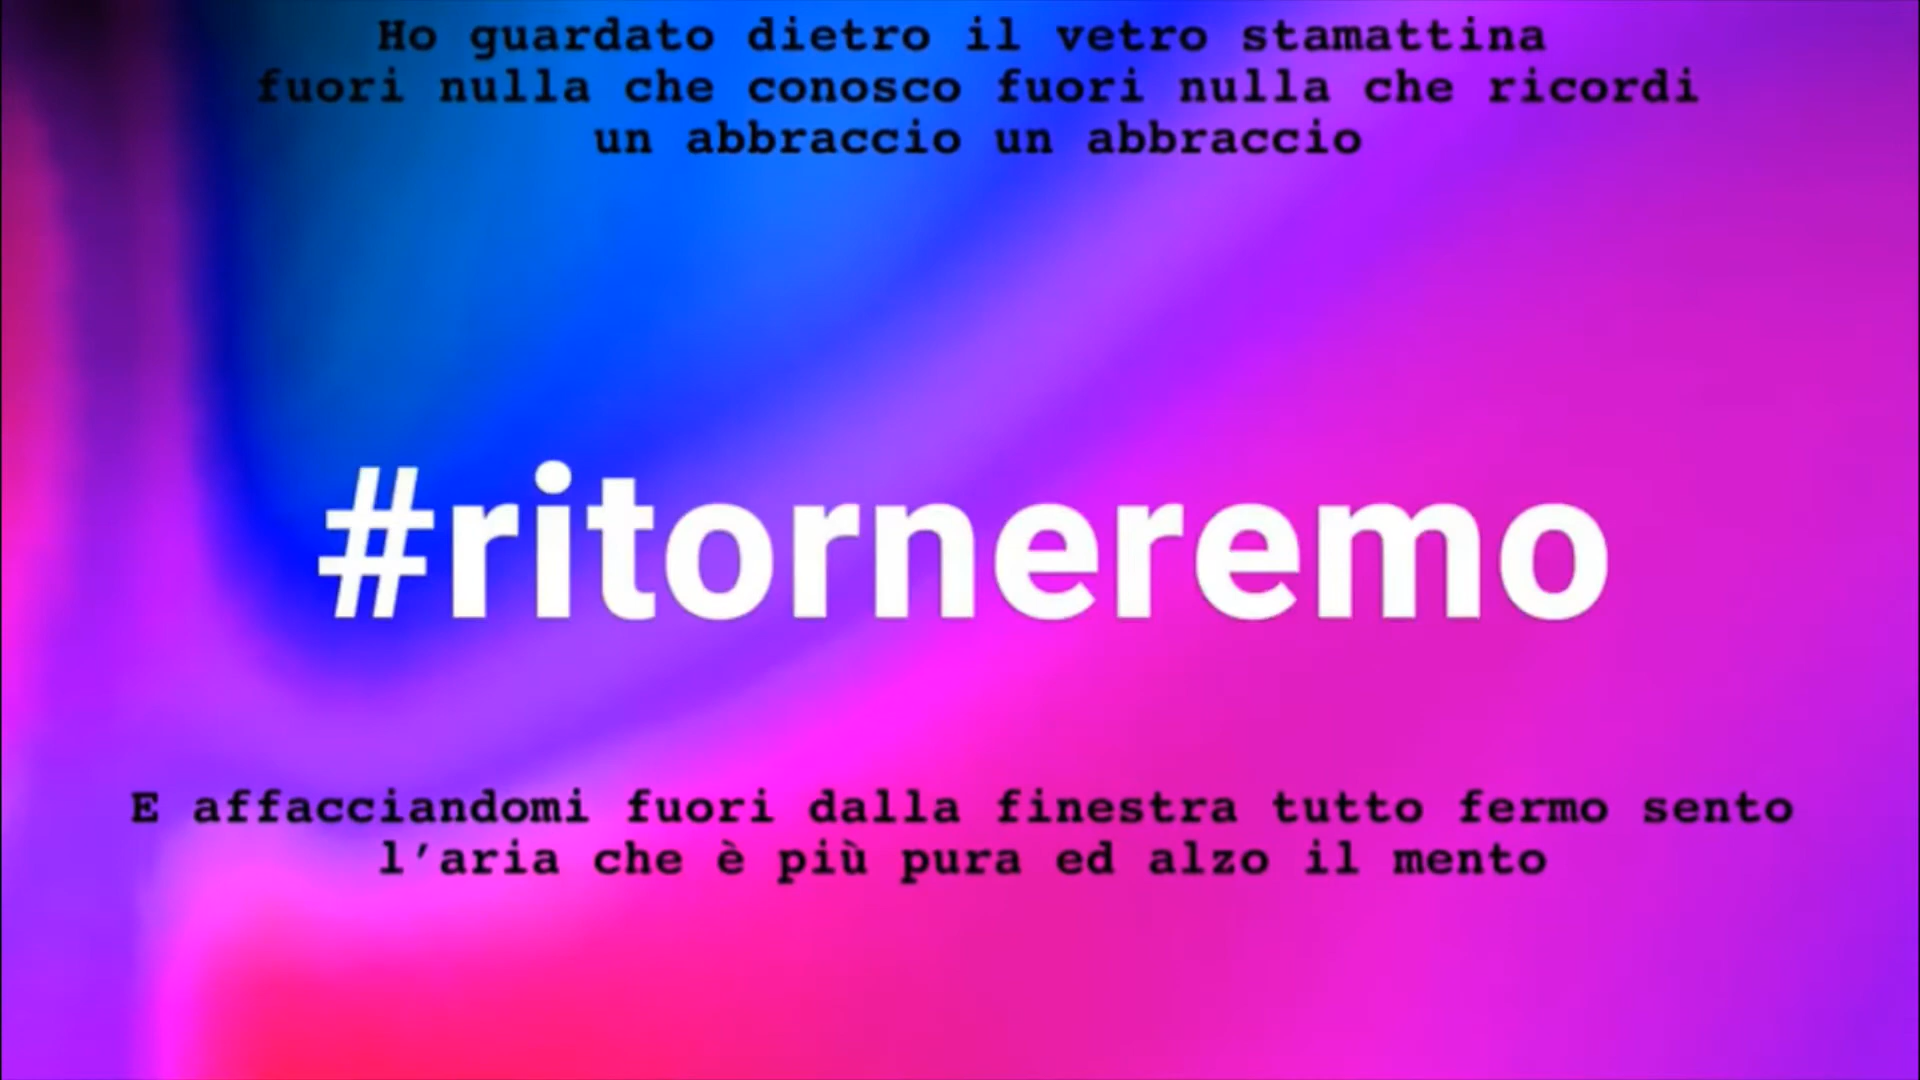 Ho guardato dietro il vetro stamattina
fuori nulla che conosco fuori nulla che ricordi
un abbraccio un abbraccio
#ritorneremo
E affacciandomi fuori dalla finestra tutto fermo sento
l’aria che è più pura ed alzo il mento